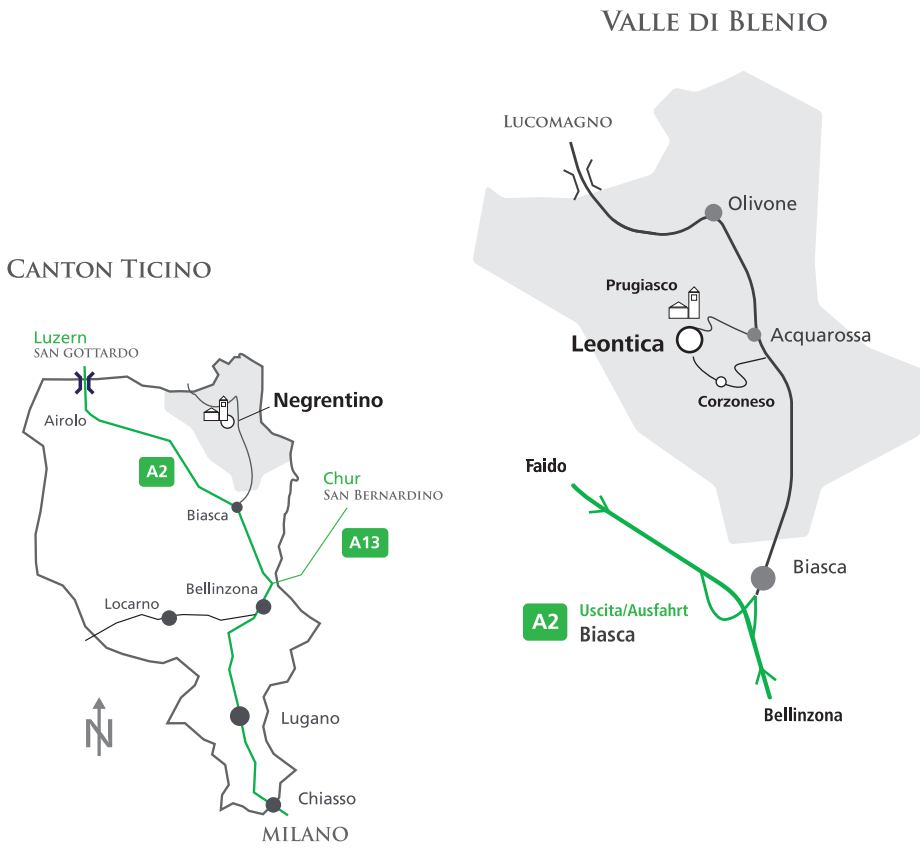 VALLE DI BLENIO
LUCOMAGNO
Olivone
Prugiasco
Leontica
Acquarossa
Corzoneso
Faido
Biasca
A2
Uscita/Ausfahrt
Biasca
Bellinzona
CANTON TICINO
Luzern
SAN GOTTARDO
Airolo
Negrentino
A2
Chur
SAN BERNARDINO
Biasca
A13
Bellinzona
Locarno
N
Lugano
Chiasso
MILANO